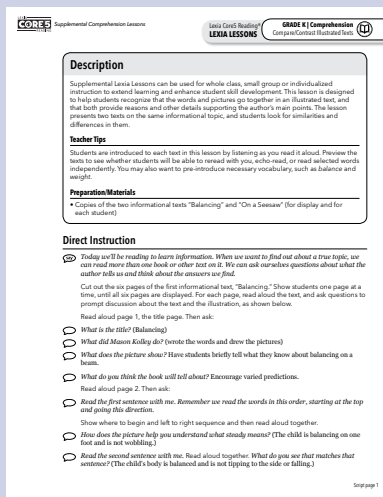 LEXIA
CORE5
READING
Supplemental Comprehension Lessons
Lexia Core5 Reading®
LEXIA LESSONS
GRADE K | Comprehension
Compare/Contrast Illustrated Texts
Description
Supplemental Lexia Lessons can be used for whole class, small group or individualized
instruction to extend learning and enhance student skill development. This lesson is designed
to help students recognize that the words and pictures go together in an illustrated text, and
that both provide reasons and other details supporting the author's main points. The lesson
presents two texts on the same informational topic, and students look for similarities and
differences in them.
Teacher Tips
Students are introduced to each text in this lesson by listening as you read it aloud. Preview the
texts to see whether students will be able to reread with you, echo-read, or read selected words
independently. You may also want to pre-introduce necessary vocabulary, such as balance and
weight.
Preparation/Materials
• Copies of the two informational texts "Balancing" and "On a Seesaw" (for display and for
each student)
Direct Instruction
Today we'll be reading to learn information. When we want to find out about a true topic, we
can read more than one book or other text on it. We can ask ourselves questions about what the
author tells us and think about the answers we find.
Cut out the six pages of the first informational text, "Balancing." Show students one page at a
time, until all six pages are displayed. For each page, read aloud the text, and ask questions to
prompt discussion about the text and the illustration, as shown below.
Read aloud page 1, the title page. Then ask:
What is the title? (Balancing)
What did Mason Kolley do? (wrote the words and drew the pictures)
What does the picture show? Have students briefly tell what they know about balancing on a
beam.
What do you think the book will tell about? Encourage varied predictions.
Read aloud page 2. Then ask:
Read the first sentence with me. Remember we read the words in this order, starting at the top
and going this direction.
Show where to begin and left to right sequence and then read aloud together.
How does the picture help you understand what steady means? (The child is balancing on one
foot and is not wobbling.)
Read the second sentence with me. Read aloud together. What do you see that matches that
sentence? (The child's body is balanced and is not tipping to the side or falling.)
Script page 1